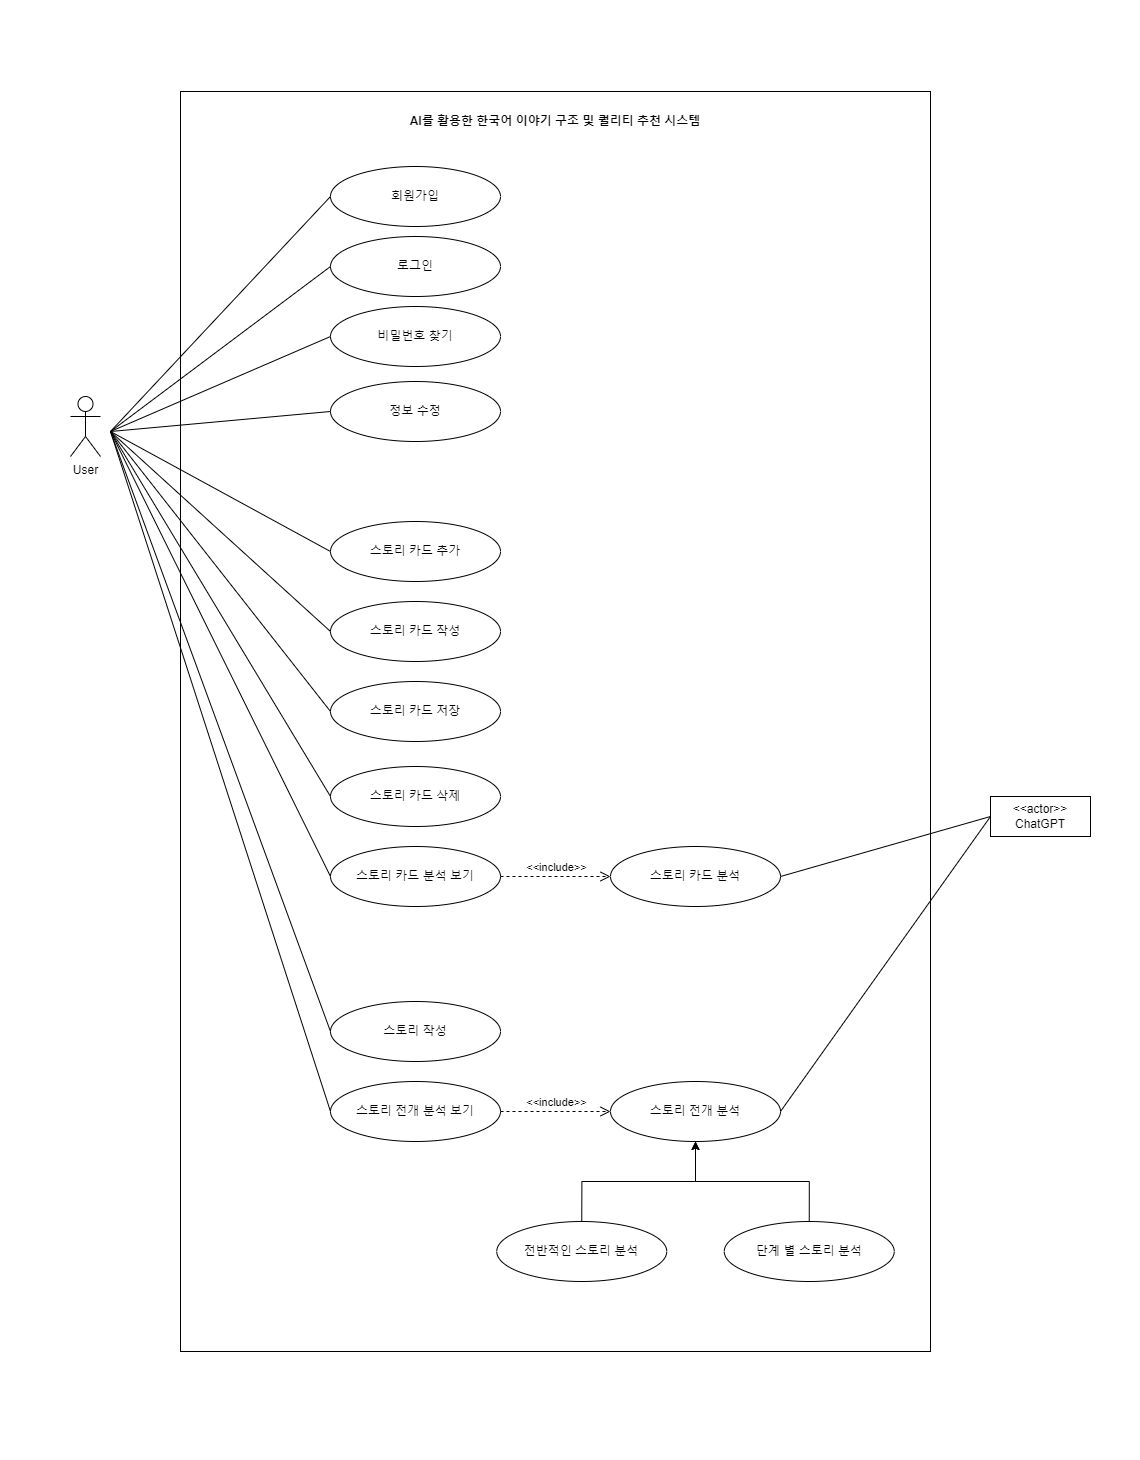 AI를 활용한 한국어 이야기 구조 및 퀄리티 추천 시스템
회원가입
로그인
비밀번호 찾기
정보 수정
User
스토리 카드 추가
스토리 카드 작성
스토리 카드 저장
스토리 카드 삭제
<<actor>>
ChatGPT
스토리 카드 분석 보기
<<include>>
스토리 카드 분석
스토리 작성
스토리 전개 분석 보기
<<include>>
스토리 전개 분석
전반적인 스토리 분석
단계 별 스토리 분석